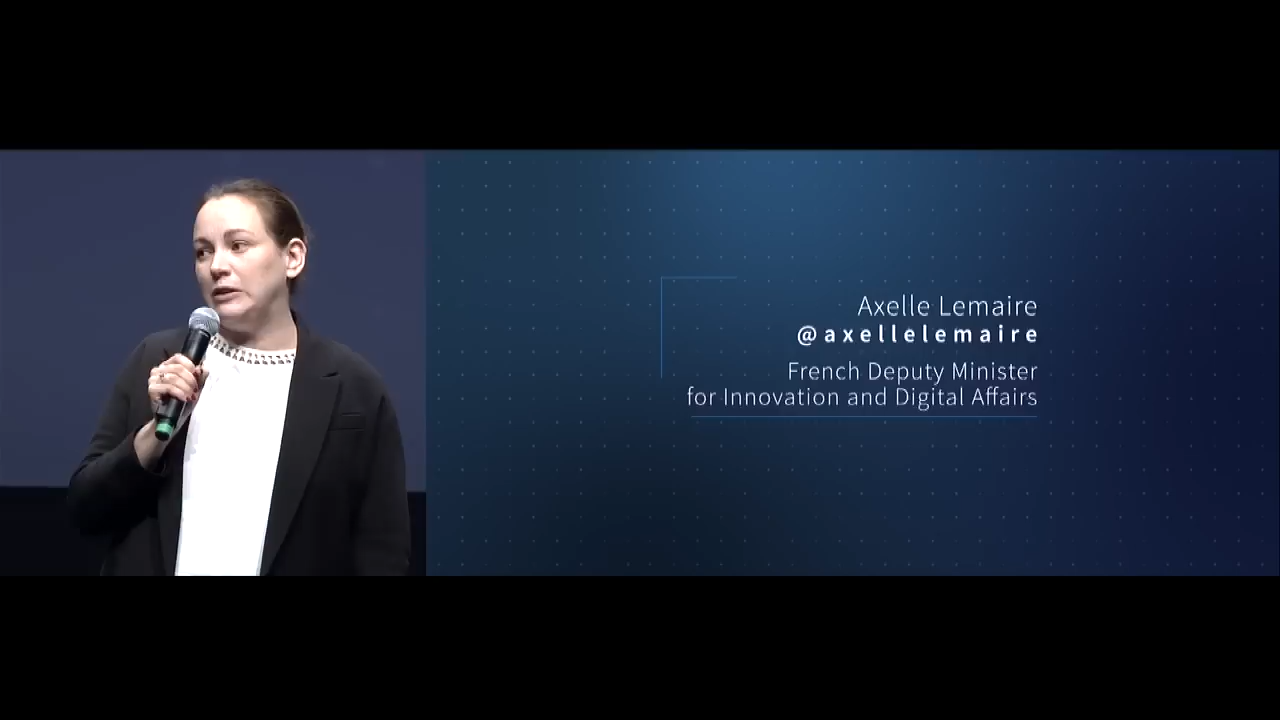 Axelle Lemaire
@axellelemaire
French Deputy Minister
for Innovation and Digital Affairs